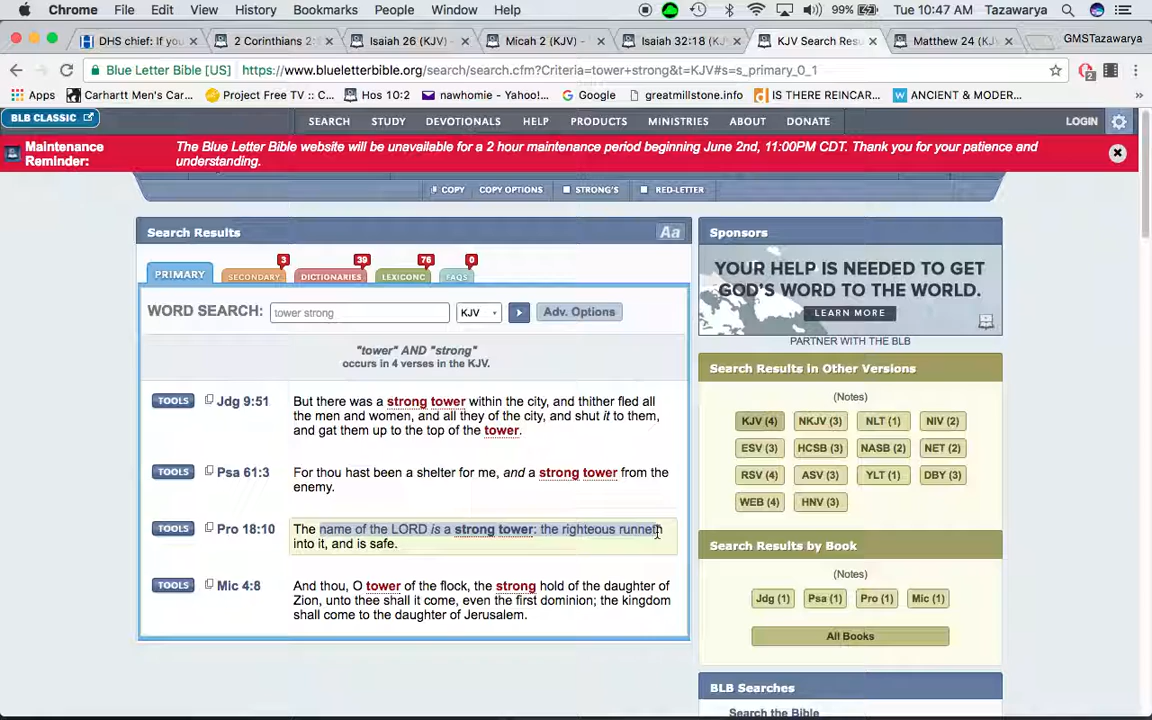 Chrome File Edit View History Bookmarks People Window Help 99% Tue 10:47 AM Tazawarya
DHS chief: If you 2 Corinthians 2: Isaiah 26 (KJV) - Micah 2 (KJV) - Isaiah 32:18 (KJ KJV Search Resu Matthew 24 (KJV) GMSTazawarya
Blue Letter Bible [US] https://www.blueletterbible.org/search/search.cfm?Criteria=tower+strong&t=KJV#s=s_primary_0_1
Apps Carhartt Men's Car... Project Free TV :: C... Hos 10:2 nawhomie - Yahoo!... Google greatmillstone.info IS THERE REINCAR... ANCIENT & MODER... »
BLB CLASSIC SEARCH STUDY DEVOTIONALS HELP PRODUCTS MINISTRIES ABOUT DONATE LOGIN
Maintenance Reminder: The Blue Letter Bible website will be unavailable for a 2 hour maintenance period beginning June 2nd, 11:00PM CDT. Thank you for your patience and
understanding.
COPY COPY OPTIONS STRONG'S RED-LETTER
Search Results Aa
3 39 76 0
PRIMARY SECONDARY DICTIONARIES LEXICONC FAQS
WORD SEARCH: tower strong KJV Adv. Options
"tower" AND "strong"
occurs in 4 verses in the KJV.
TOOLS Jdg 9:51 But there was a strong tower within the city, and thither fled all
the men and women, and all they of the city, and shut it to them,
and gat them up to the top of the tower.
TOOLS Psa 61:3 For thou hast been a shelter for me, and a strong tower from the
enemy.
TOOLS Pro 18:10 The name of the LORD is a strong tower: the righteous runneth
into it, and is safe.
TOOLS Mic 4:8 And thou, O tower of the flock, the strong hold of the daughter of
Zion, unto thee shall it come, even the first dominion; the kingdom
shall come to the daughter of Jerusalem.
Sponsors
YOUR HELP IS NEEDED TO GET
GOD'S WORD TO THE WORLD.
LEARN MORE
PARTNER WITH THE BLB
Search Results in Other Versions
(Notes)
KJV (4) NKJV (3) NLT (1) NIV (2)
ESV (3) HCSB (3) NASB (2) NET (2)
RSV (4) ASV (3) YLT (1) DBY (3)
WEB (4) HNV (3)
Search Results by Book
(Notes)
Jdg (1) Psa (1) Pro (1) Mic (1)
All Books
BLB Searches
Search the Bible